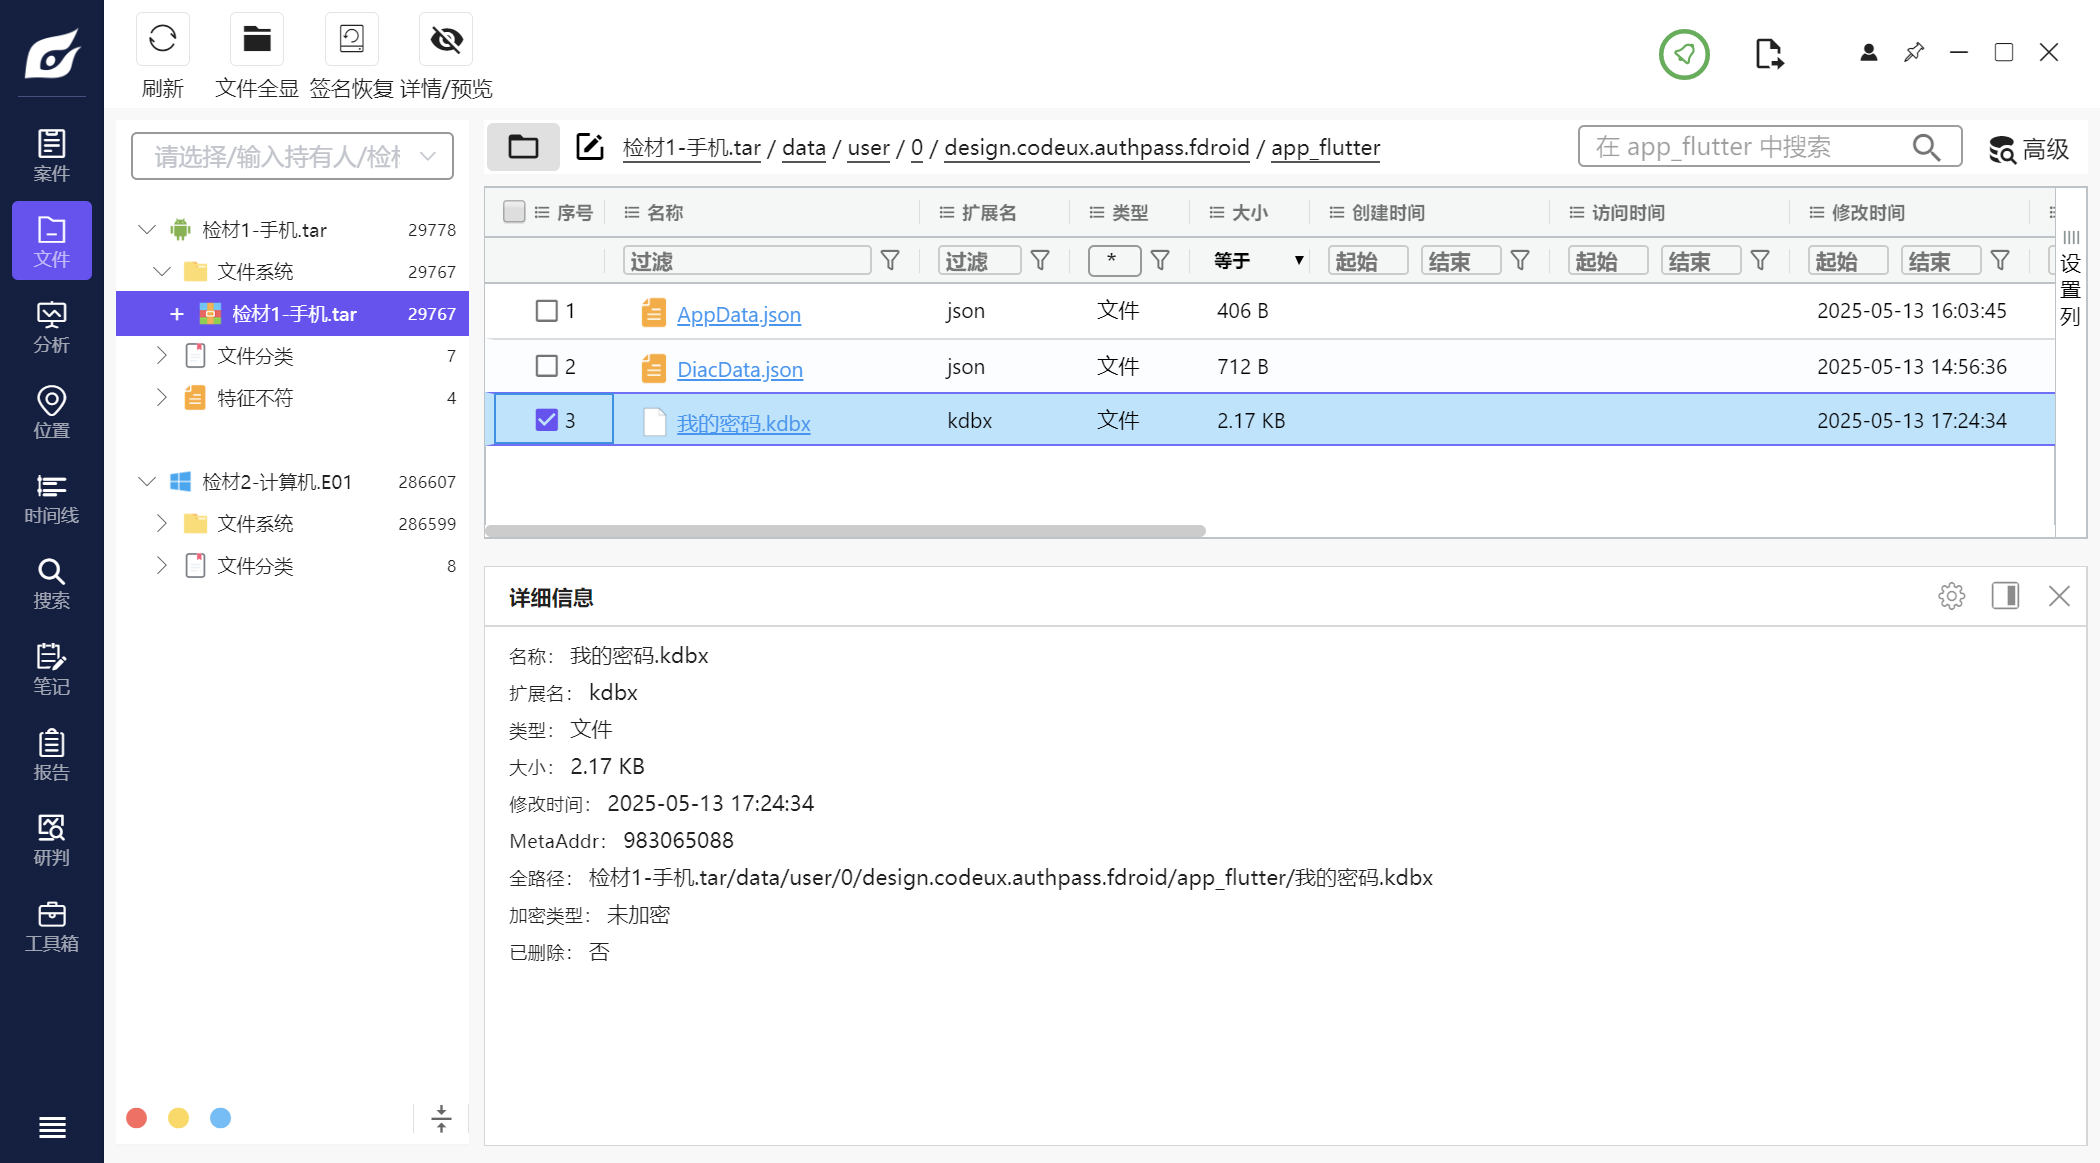 刷新
文件全显
签名恢复
详情/预览
案件
文件
分析
位置
时间线
搜索
笔记
报告
研判
工具箱
请选择/输入持有人/检材
检材1-手机.tar 29778
文件系统 29767
检材1-手机.tar 29767
文件分类 7
特征不符 4
检材2-计算机.E01 286607
文件系统 286599
文件分类 8
检材1-手机.tar / data / user / 0 / design.codeux.authpass.fdroid / app_flutter
在 app_flutter 中搜索
高级
序号 名称 扩展名 类型 大小 创建时间 访问时间 修改时间
过滤 过滤 * 等于 起始 结束 起始 结束 起始 结束
1 AppData.json json 文件 406 B 2025-05-13 16:03:45
2 DiacData.json json 文件 712 B 2025-05-13 14:56:36
3 我的密码.kdbx kdbx 文件 2.17 KB 2025-05-13 17:24:34
设置列
详细信息
名称： 我的密码.kdbx
扩展名： kdbx
类型： 文件
大小： 2.17 KB
修改时间： 2025-05-13 17:24:34
MetaAddr： 983065088
全路径： 检材1-手机.tar/data/user/0/design.codeux.authpass.fdroid/app_flutter/我的密码.kdbx
加密类型： 未加密
已删除： 否